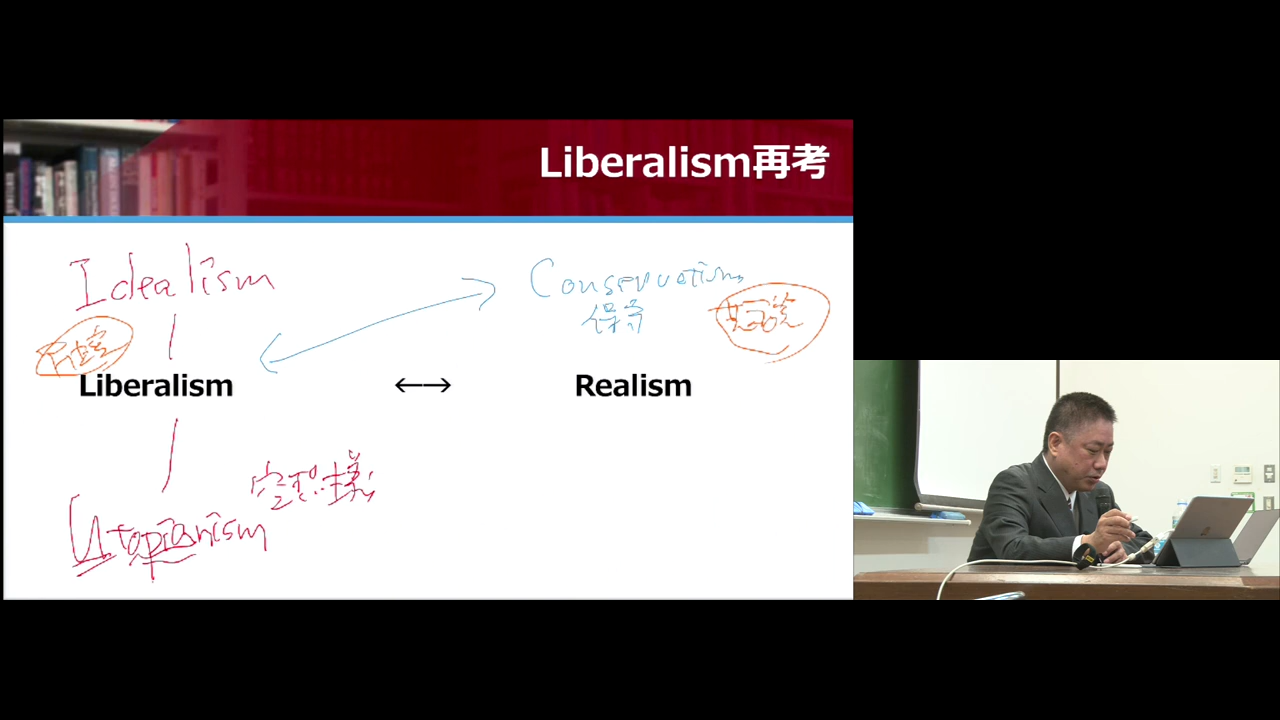 Liberalism再考
Idealism
Conservatism
保守
Liberalism
←→
Realism
空想主義
Utopianism